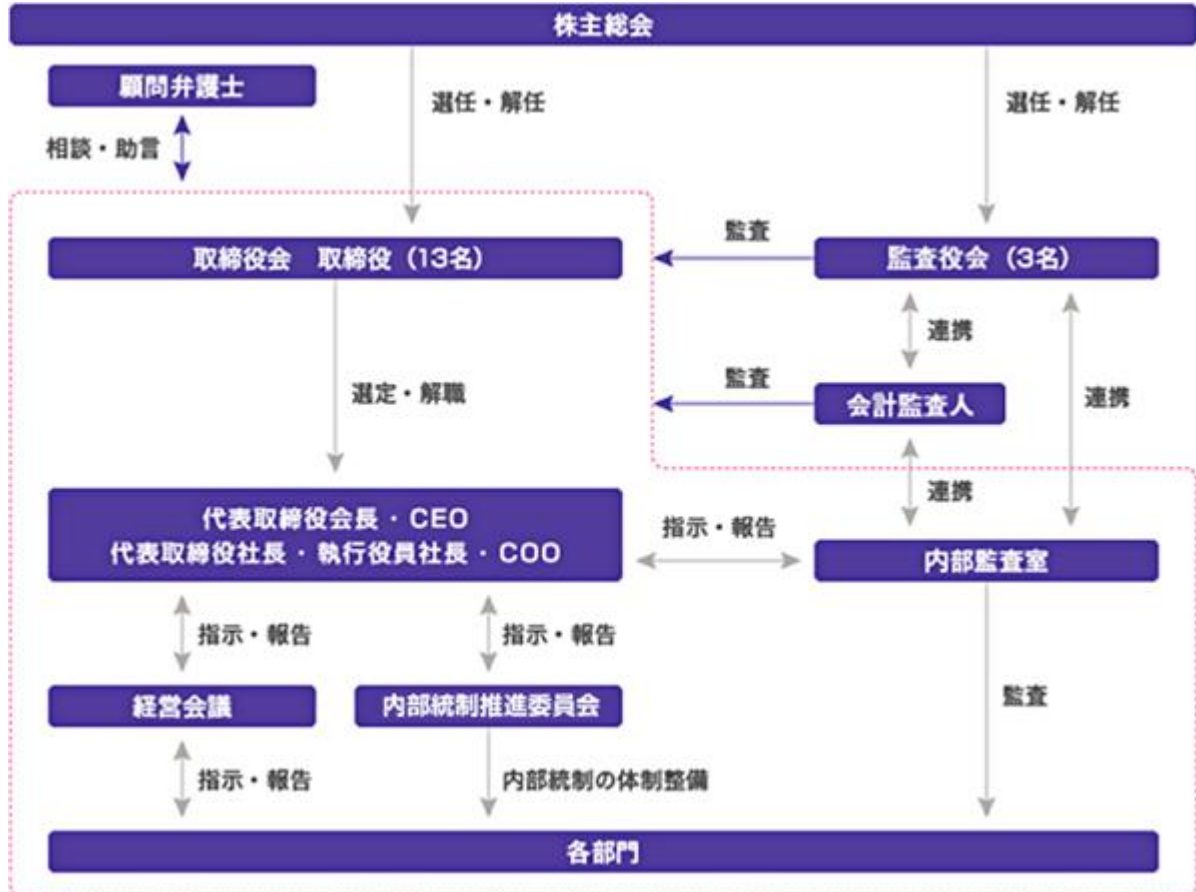 株主総会
顧問弁護士
選任・解任
選任・解任
相談・助言
取締役会 取締役（13名）
監査
監査役会（3名）
連携
選定・解職
監査
会計監査人
連携
連携
代表取締役会長・CEO
代表取締役社長・執行役員社長・COO
指示・報告
内部監査室
指示・報告
指示・報告
経営会議
内部統制推進委員会
監査
指示・報告
内部統制の体制整備
各部門